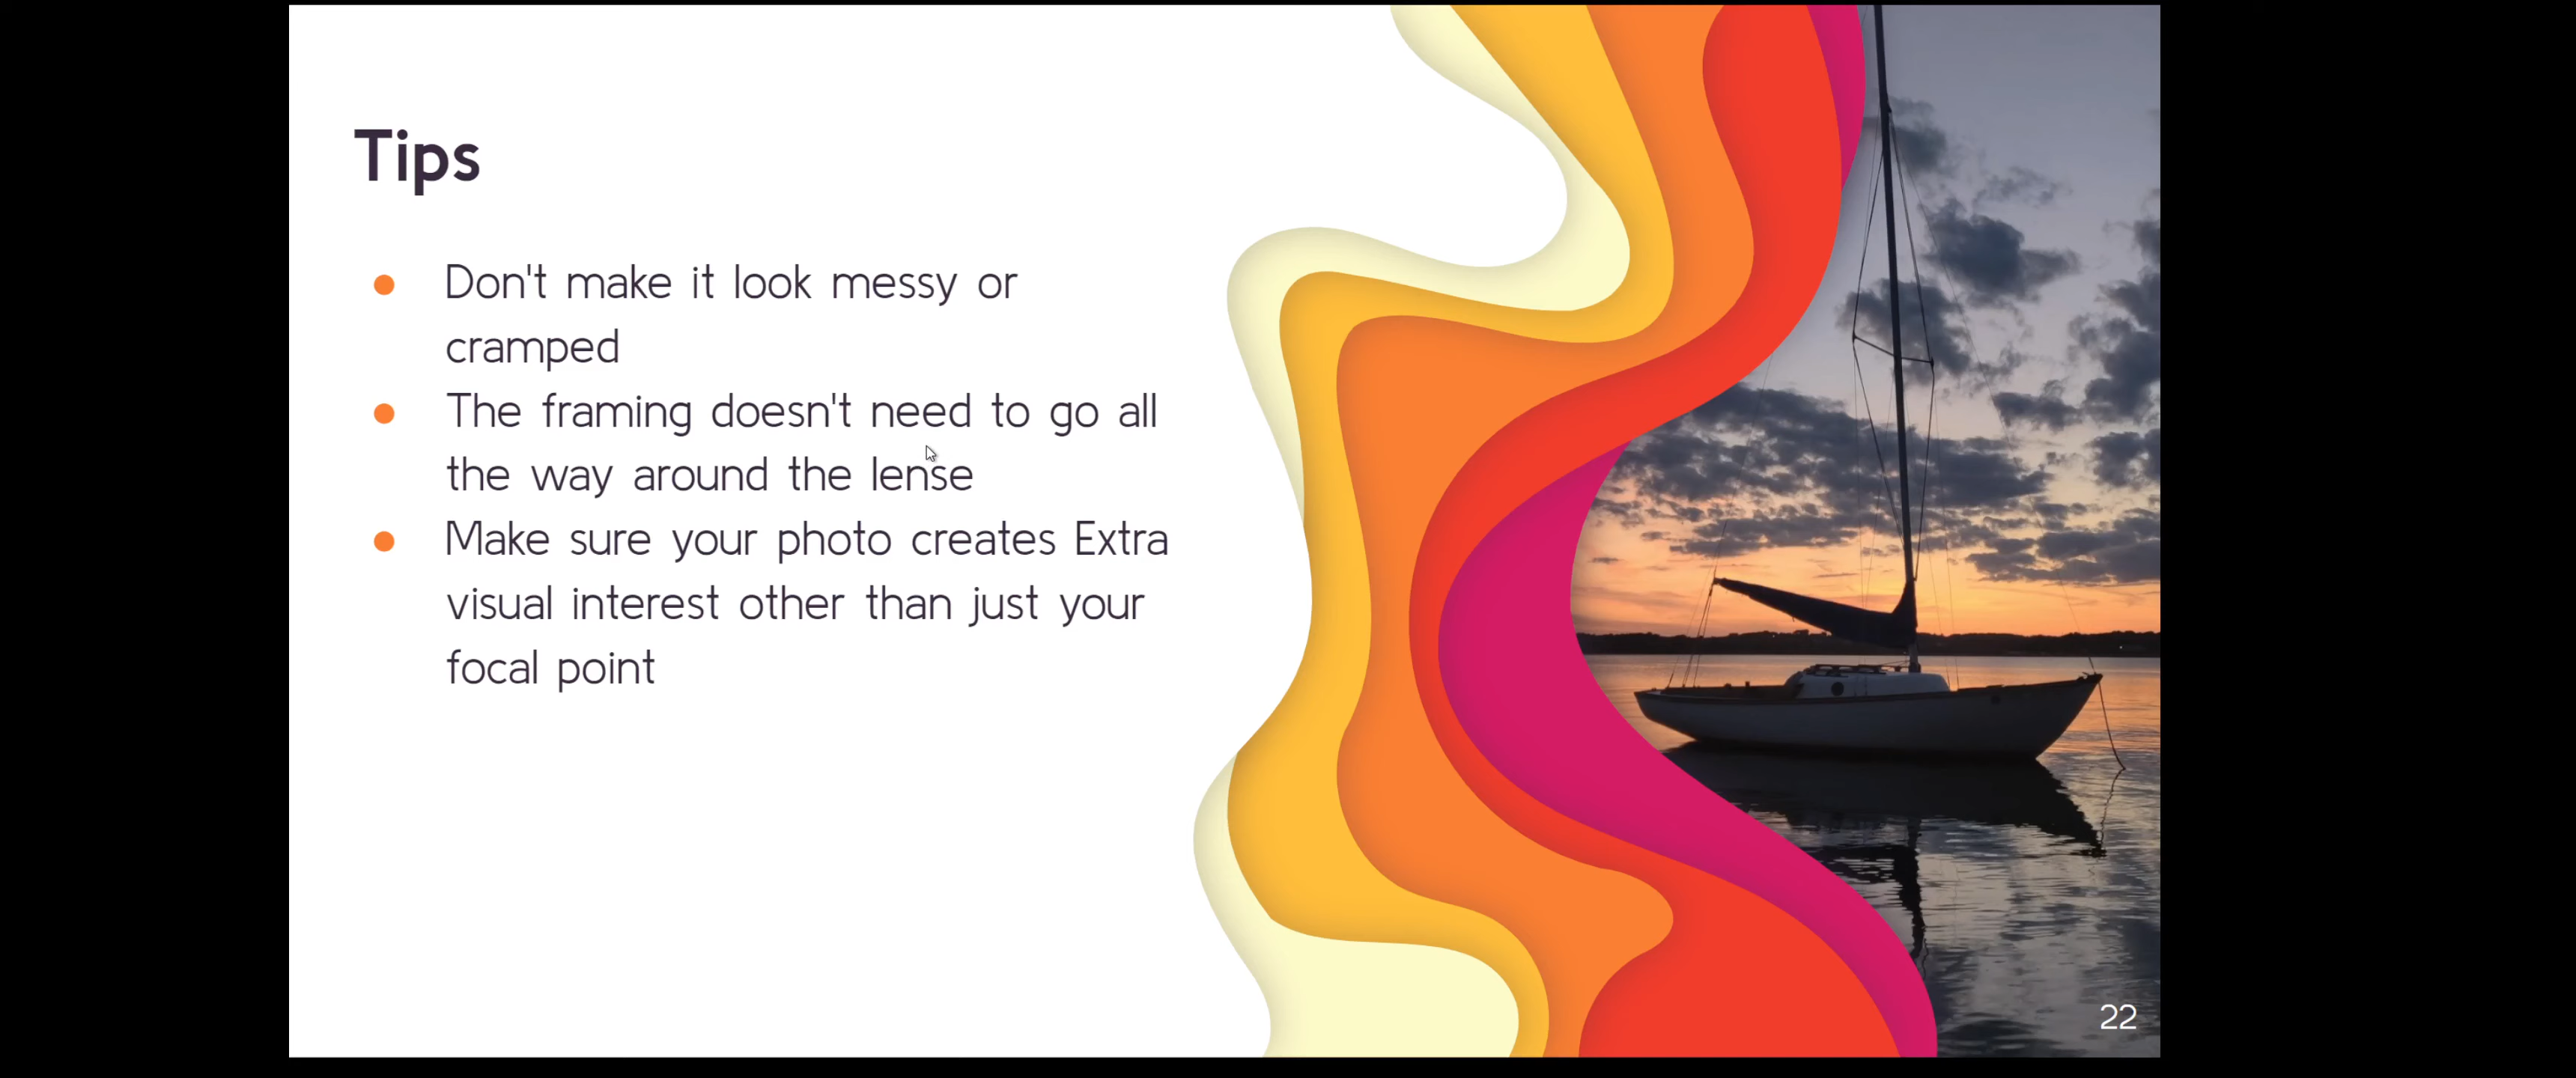 Tips
Don't make it look messy or
cramped
The framing doesn't need to go all
the way around the lense
Make sure your photo creates Extra
visual interest other than just your
focal point
22